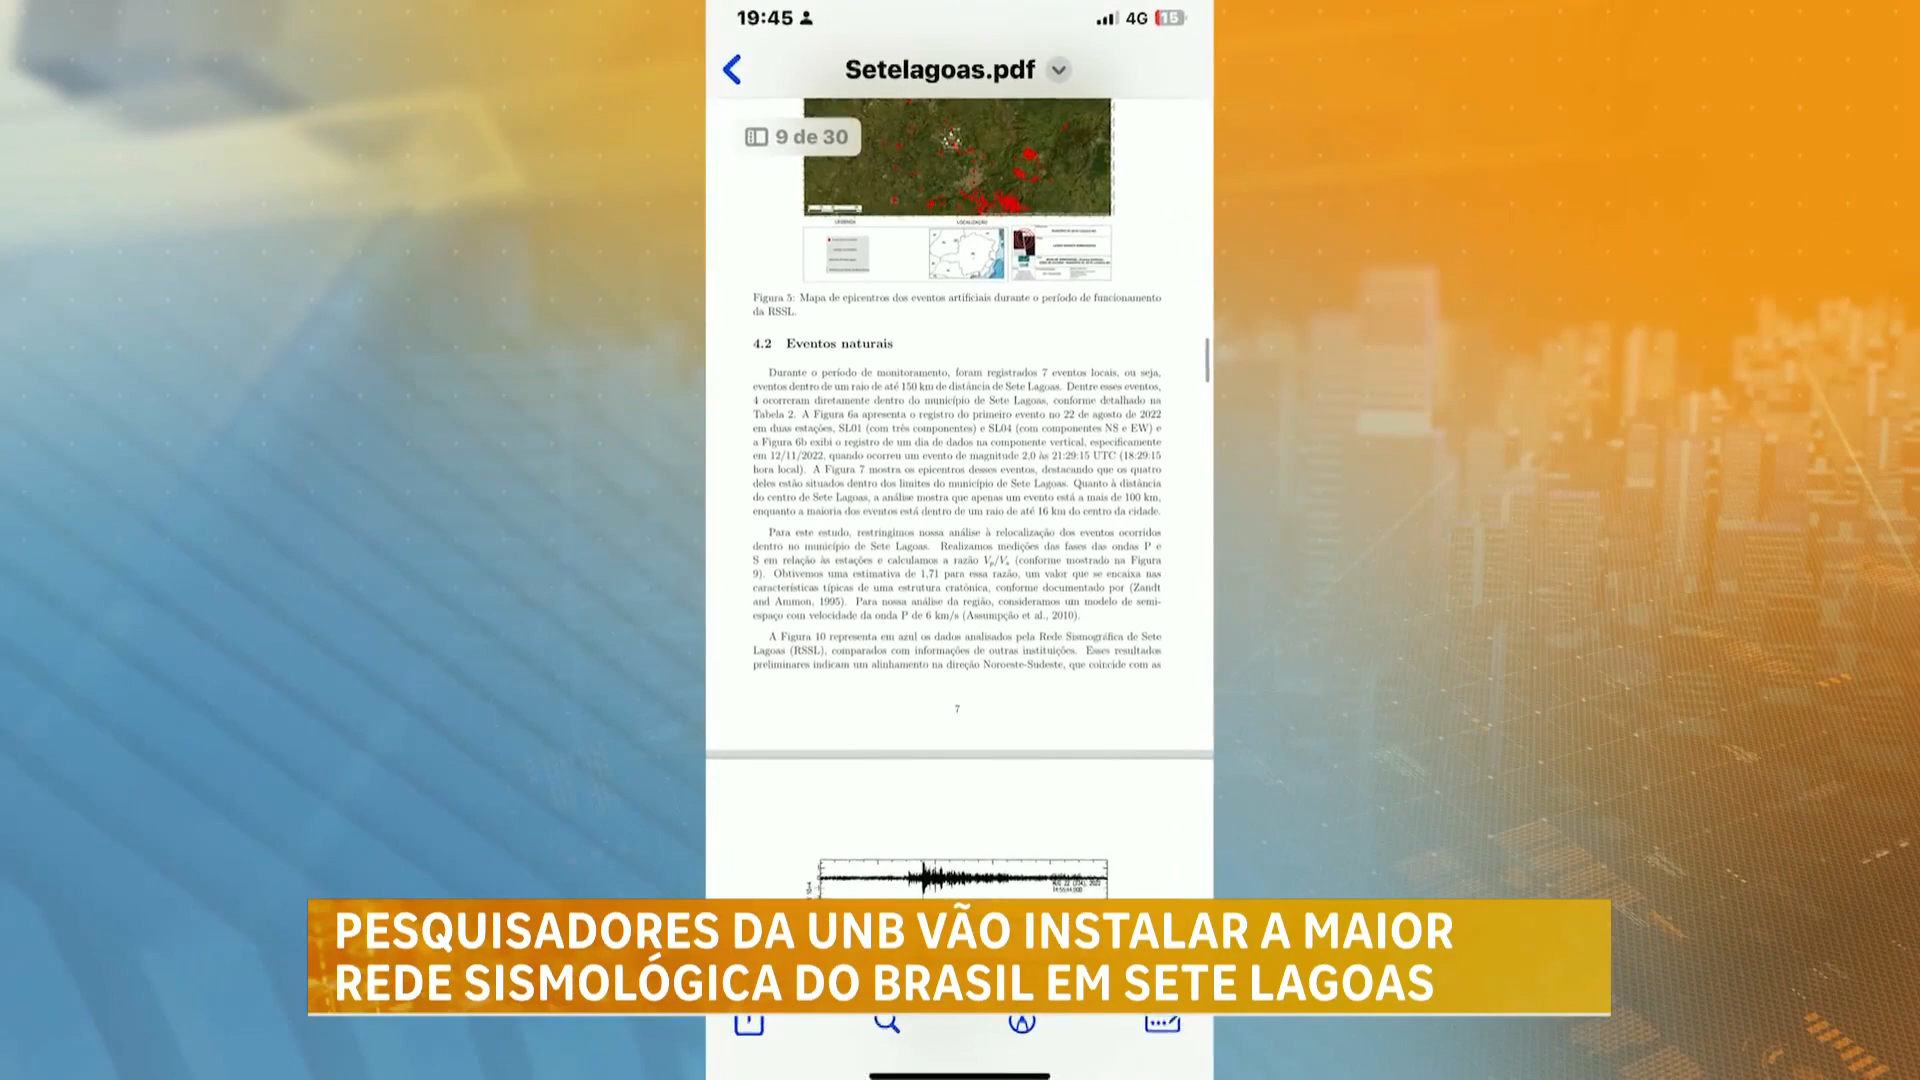 19:45
4G 15
Setelagoas.pdf
9 de 30
LEGENDA
LOCALIZAÇÃO
Figura 5: Mapa de epicentros dos eventos artificiais durante o período de funcionamento
da RSSL.
4.2 Eventos naturais
Durante o período de monitoramento, foram registrados 7 eventos locais, ou seja,
eventos dentro de um raio de até 150 km de distância de Sete Lagoas. Dentre esses eventos,
4 ocorreram diretamente dentro do município de Sete Lagoas, conforme detalhado na
Tabela 2. A Figura 6a apresenta o registro do primeiro evento no 22 de agosto de 2022
em duas estações, SL01 (com três componentes) e SL04 (com componentes NS e EW) e
a Figura 6b exibi o registro de um dia de dados na componente vertical, especificamente
em 12/11/2022, quando ocorreu um evento de magnitude 2,0 às 21:29:15 UTC (18:29:15
hora local). A Figura 7 mostra os epicentros desses eventos, destacando que os quatro
deles estão situados dentro dos limites do município de Sete Lagoas. Quanto à distância
do centro de Sete Lagoas, a análise mostra que apenas um evento está a mais de 100 km,
enquanto a maioria dos eventos está dentro de um raio de até 16 km do centro da cidade.
Para este estudo, restringimos nossa análise à relocalização dos eventos ocorridos
dentro no município de Sete Lagoas. Realizamos medições das fases das ondas P e
S em relação às estações e calculamos a razão Vp/Vs (conforme mostrado na Figura
9). Obtivemos uma estimativa de 1,71 para essa razão, um valor que se encaixa nas
características típicas de uma estrutura cratônica, conforme documentado por (Zandt
and Ammon, 1995). Para nossa análise da região, consideramos um modelo de semi-
espaço com velocidade da onda P de 6 km/s (Assumpção et al., 2010).
A Figura 10 representa em azul os dados analisados pela Rede Sismográfica de Sete
Lagoas (RSSL), comparados com informações de outras instituições. Esses resultados
preliminares indicam um alinhamento na direção Noroeste-Sudeste, que coincide com as
7
PESQUISADORES DA UNB VÃO INSTALAR A MAIOR
REDE SISMOLÓGICA DO BRASIL EM SETE LAGOAS